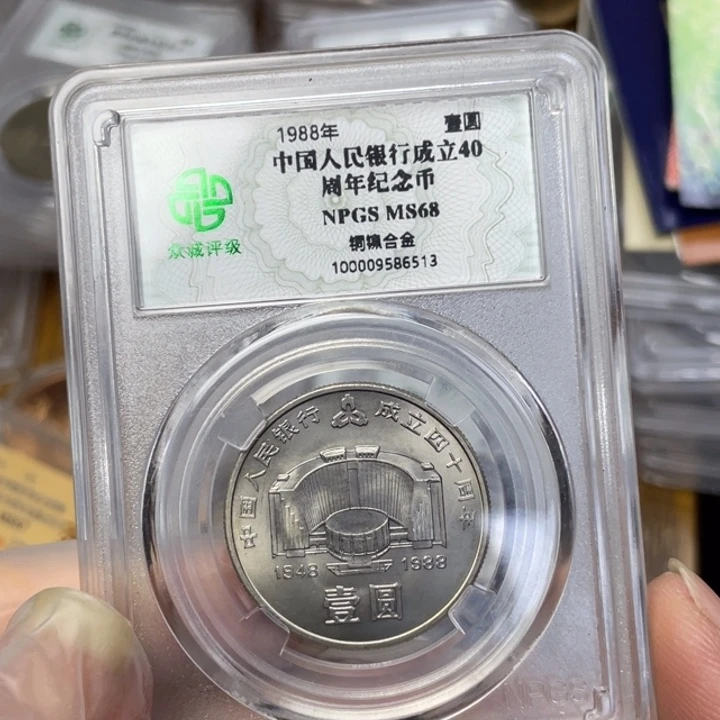 1988年 壹圆
中国人民银行成立40
周年纪念币
NPGS MS68
铜镍合金
100009586513
众诚评级
中国人民银行 成立四十周年
1948 1988
壹圆
NPGS